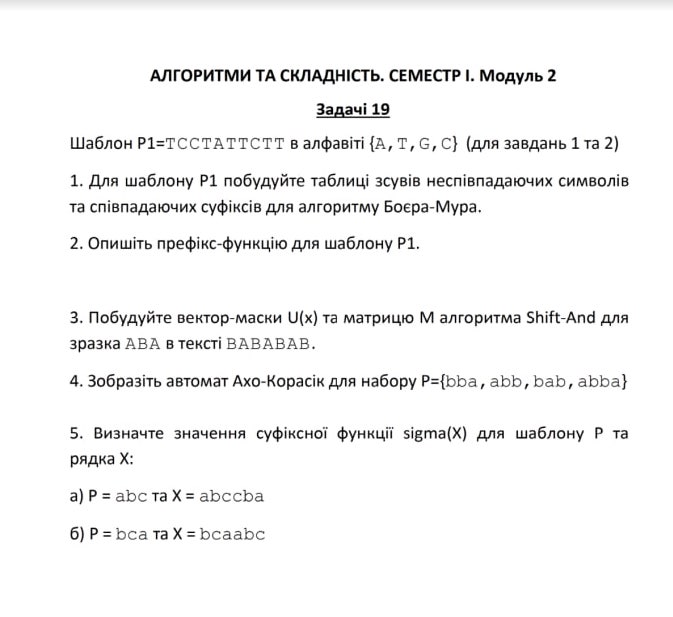 АЛГОРИТМИ ТА СКЛАДНІСТЬ. СЕМЕСТР І. Модуль 2
Задачі 19
Шаблон P1=TCCTATTCTT в алфавіті {A,T,G,C} (для завдань 1 та 2)
1. Для шаблону P1 побудуйте таблиці зсувів неспівпадаючих символів
та співпадаючих суфіксів для алгоритму Боєра-Мура.
2. Опишіть префікс-функцію для шаблону P1.
3. Побудуйте вектор-маски U(x) та матрицю M алгоритма Shift-And для
зразка ABA в тексті BABABAB.
4. Зобразіть автомат Ахо-Корасік для набору P={bba,abb,bab,abba}
5. Визначте значення суфіксної функції sigma(X) для шаблону P та
рядка X:
а) P = abc та X = abccba
б) P = bca та X = bcaabc